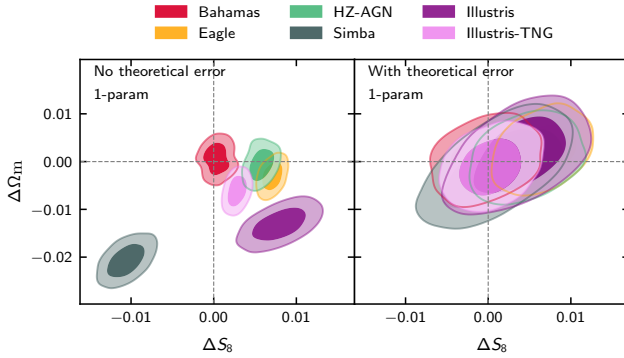 Bahamas HZ-AGN Illustris
Eagle Simba Illustris-TNG
No theoretical error With theoretical error
1-param 1-param
0.01
0.00
−0.01
−0.02
ΔΩm
−0.01 0.00 0.01 −0.01 0.00 0.01
ΔS₈ ΔS₈